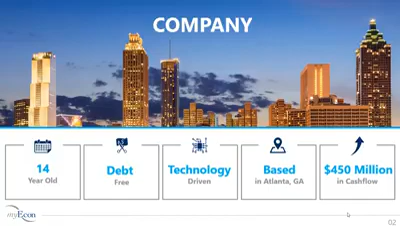 COMPANY
14
Year Old
Debt
Free
Technology
Driven
Based
in Atlanta, GA
$450 Million
in Cashflow
myEcon
02